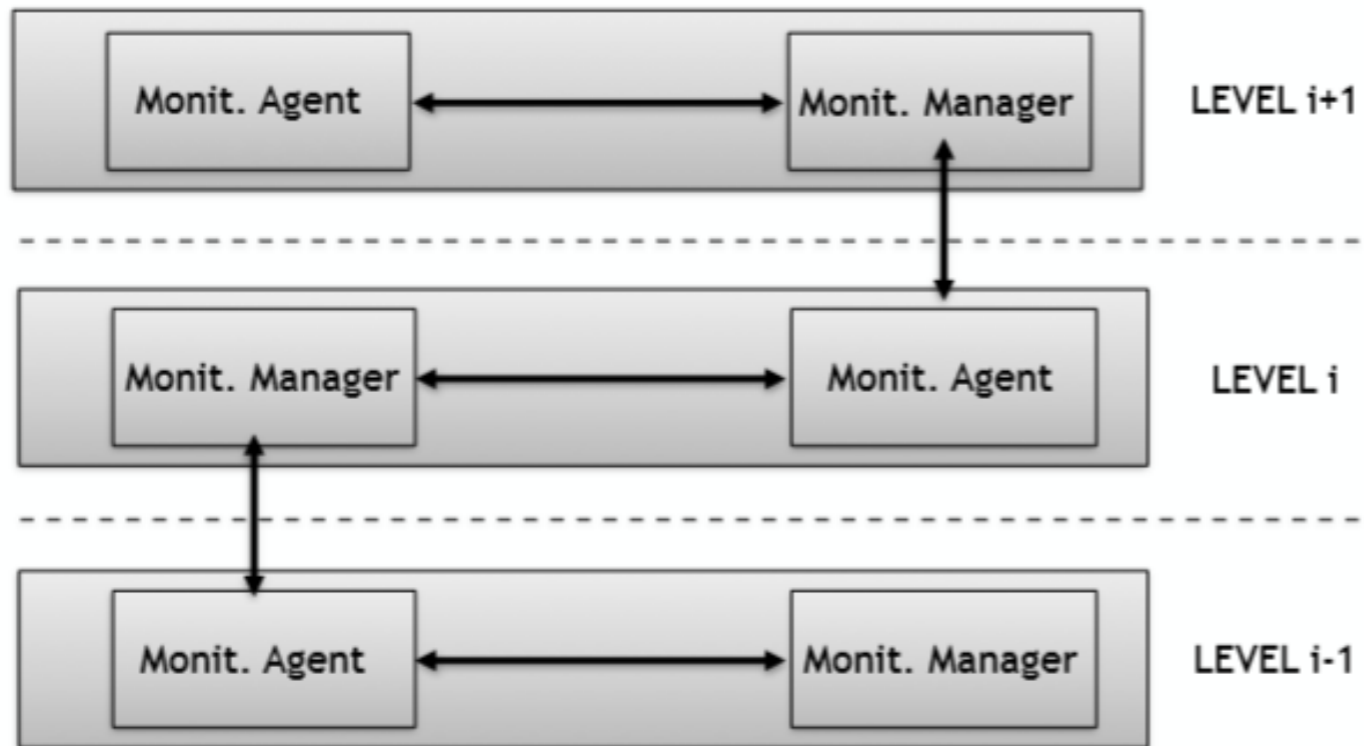 Monit. Agent
Monit. Manager
LEVEL i+1
Monit. Manager
Monit. Agent
LEVEL i
Monit. Agent
Monit. Manager
LEVEL i-1